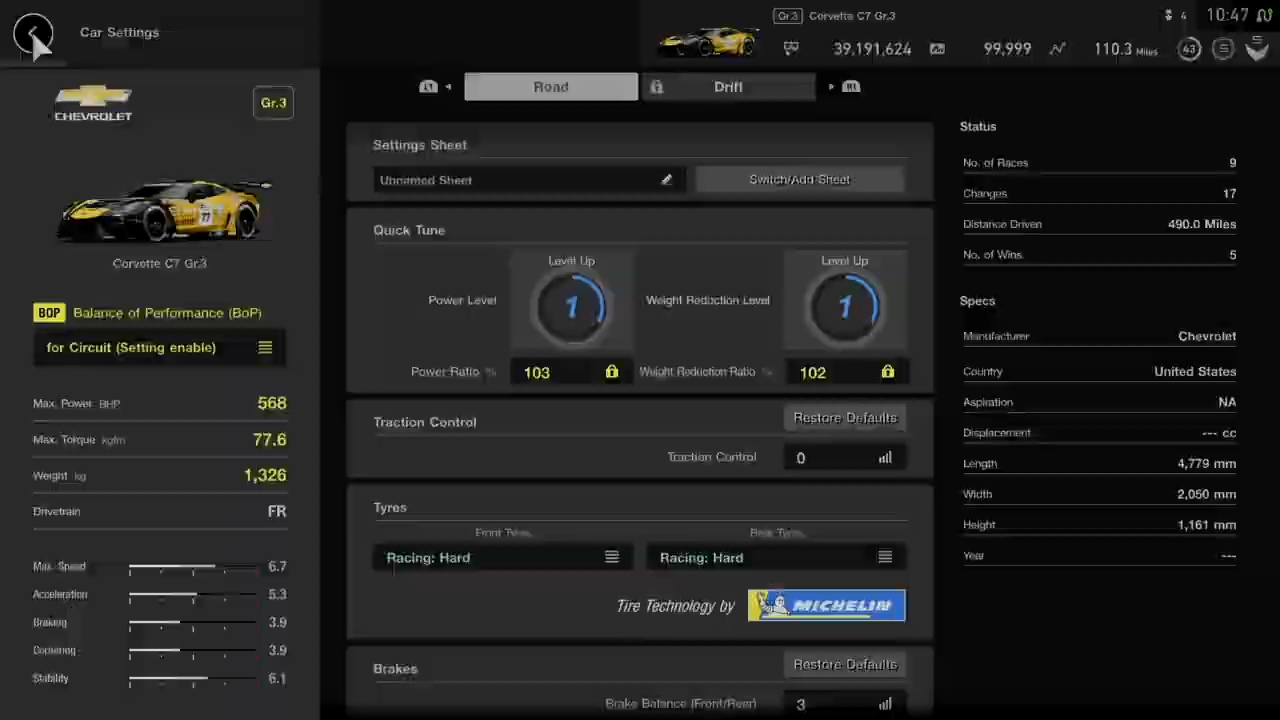 Car Settings
Gr.3 Corvette C7 Gr.3
4 10:47
39,191,624 99,999 110.3 Miles 43
Road Drift
CHEVROLET
Gr.3
77
Corvette C7 Gr.3
BOP Balance of Performance (BoP)
for Circuit (Setting enable)
Max. Power BHP 568
Max. Torque kgfm 77.6
Weight kg 1,326
Drivetrain FR
Max. Speed 6.7
Acceleration 5.3
Braking 3.9
Cornering 3.9
Stability 6.1
Settings Sheet
Unnamed Sheet Switch/Add Sheet
Quick Tune
Level Up Level Up
Power Level 1 Weight Reduction Level 1
Power Ratio % 103 Weight Reduction Ratio % 102
Traction Control Restore Defaults
Traction Control 0
Tyres
Front Tyres Rear Tyres
Racing: Hard Racing: Hard
Tire Technology by MICHELIN
Brakes Restore Defaults
Brake Balance (Front/Rear) 3
Status
No. of Races 9
Changes 17
Distance Driven 490.0 Miles
No. of Wins 5
Specs
Manufacturer Chevrolet
Country United States
Aspiration NA
Displacement --- cc
Length 4,779 mm
Width 2,050 mm
Height 1,161 mm
Year ---